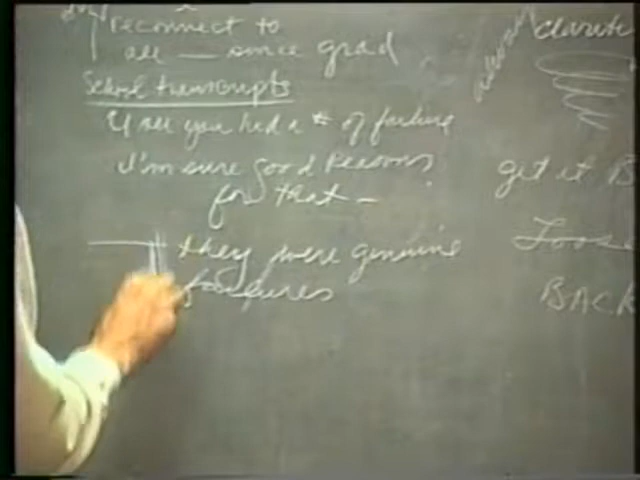 reconnect to
all — since grad
School transcripts
If all you had a # of failure
I'm sure good Reasons
for that —
they were genuine
failures
clarity
get it B
Loose
BACK